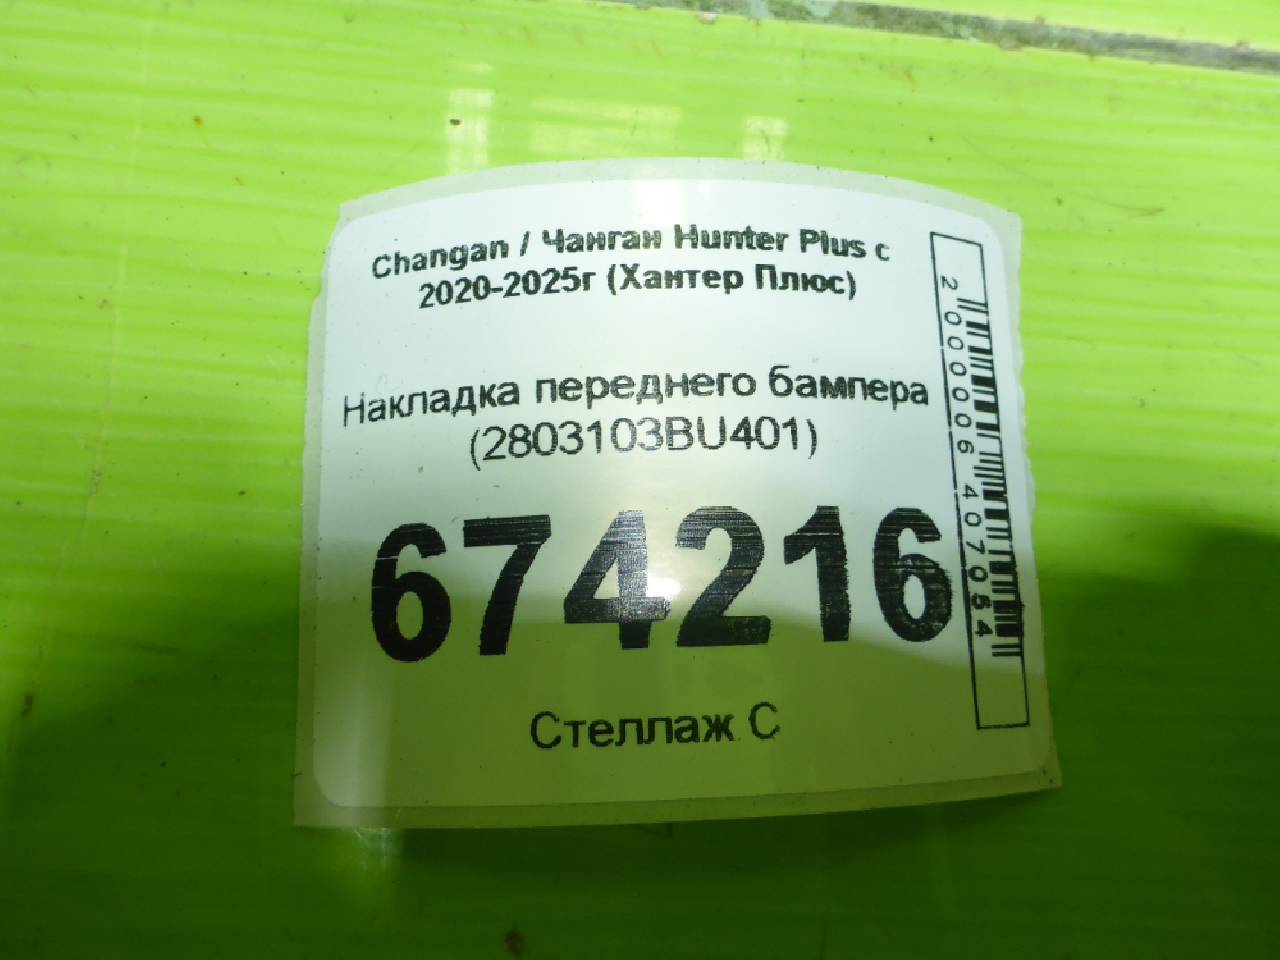 Changan / Чанган Hunter Plus с
2020-2025г (Хантер Плюс)
Накладка переднего бампера
(2803103BU401)
674216
Стеллаж С
2000006407054